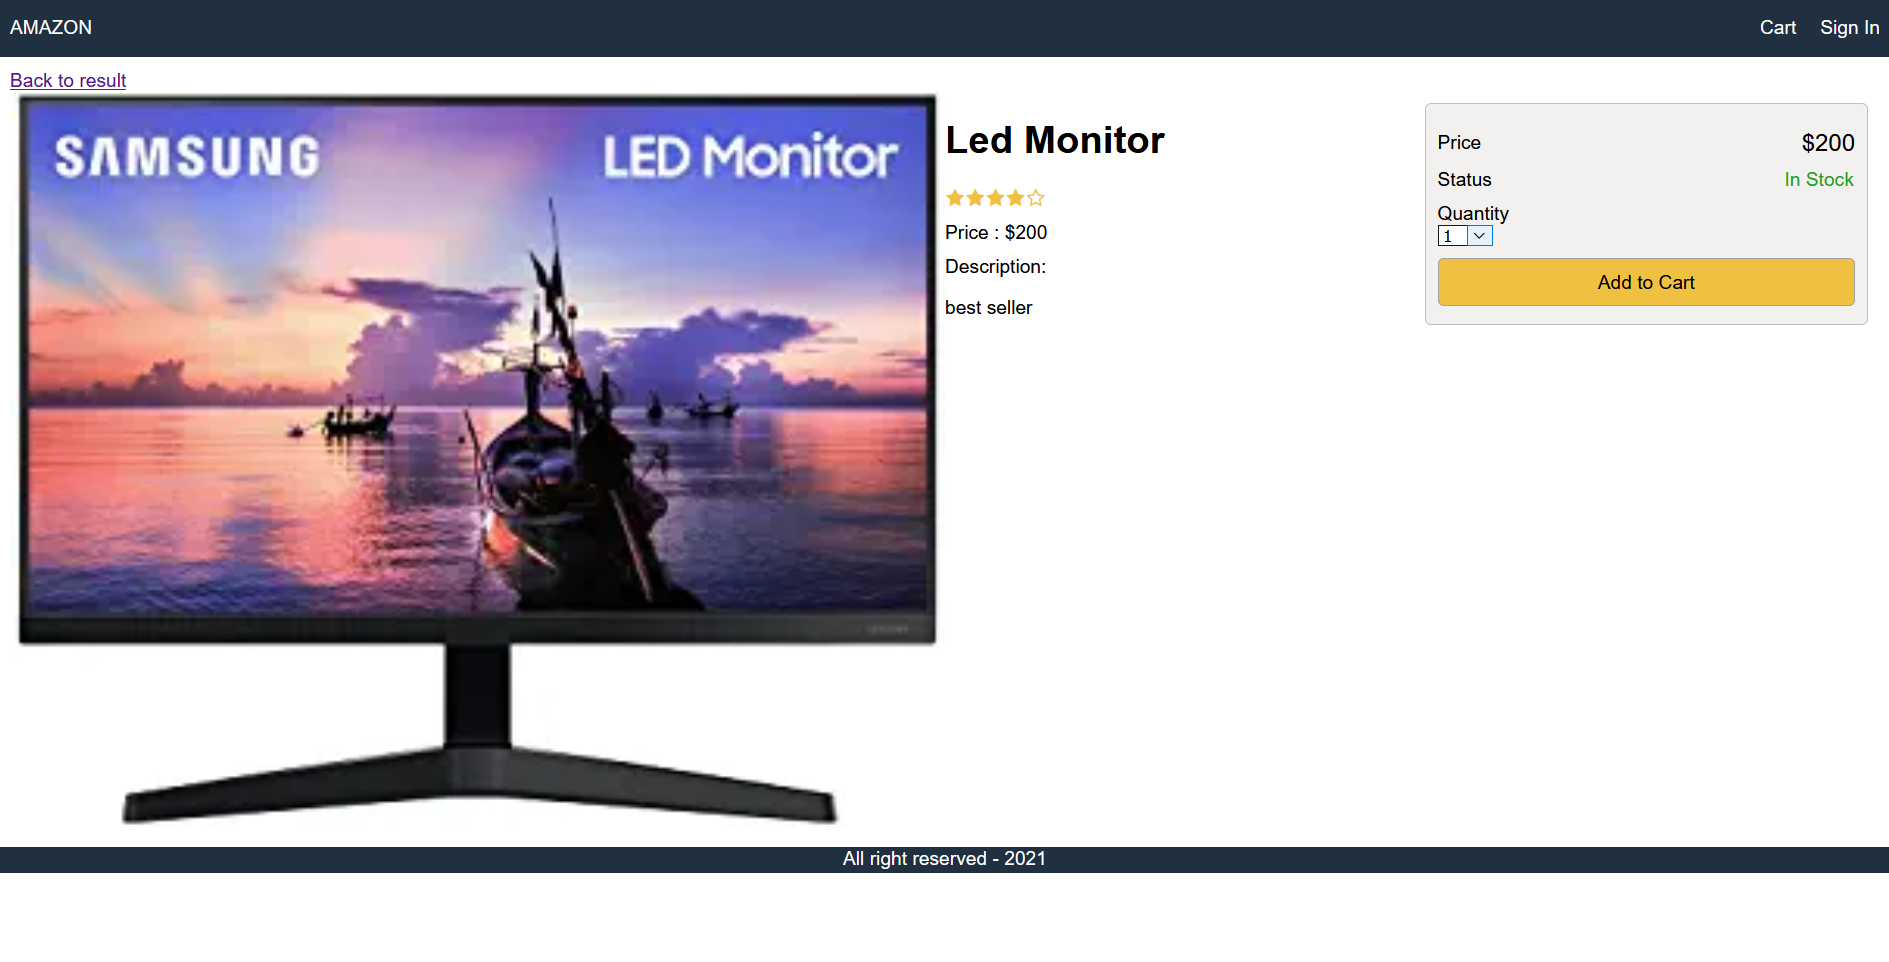 AMAZON
Cart
Sign In
Back to result
SAMSUNG
LED Monitor
Led Monitor
Price : $200
Description:
best seller
Price
$200
Status
In Stock
Quantity
1
Add to Cart
All right reserved - 2021